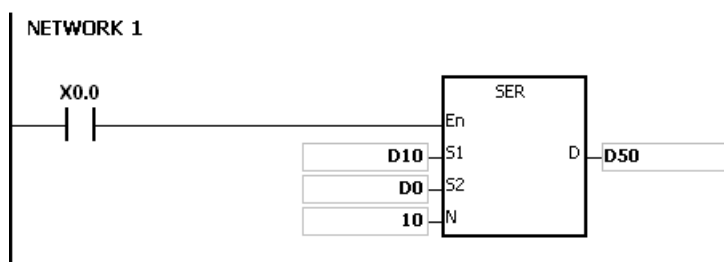 NETWORK 1
X0.0
SER
En
D10 S1 D D50
D0 S2
10 N